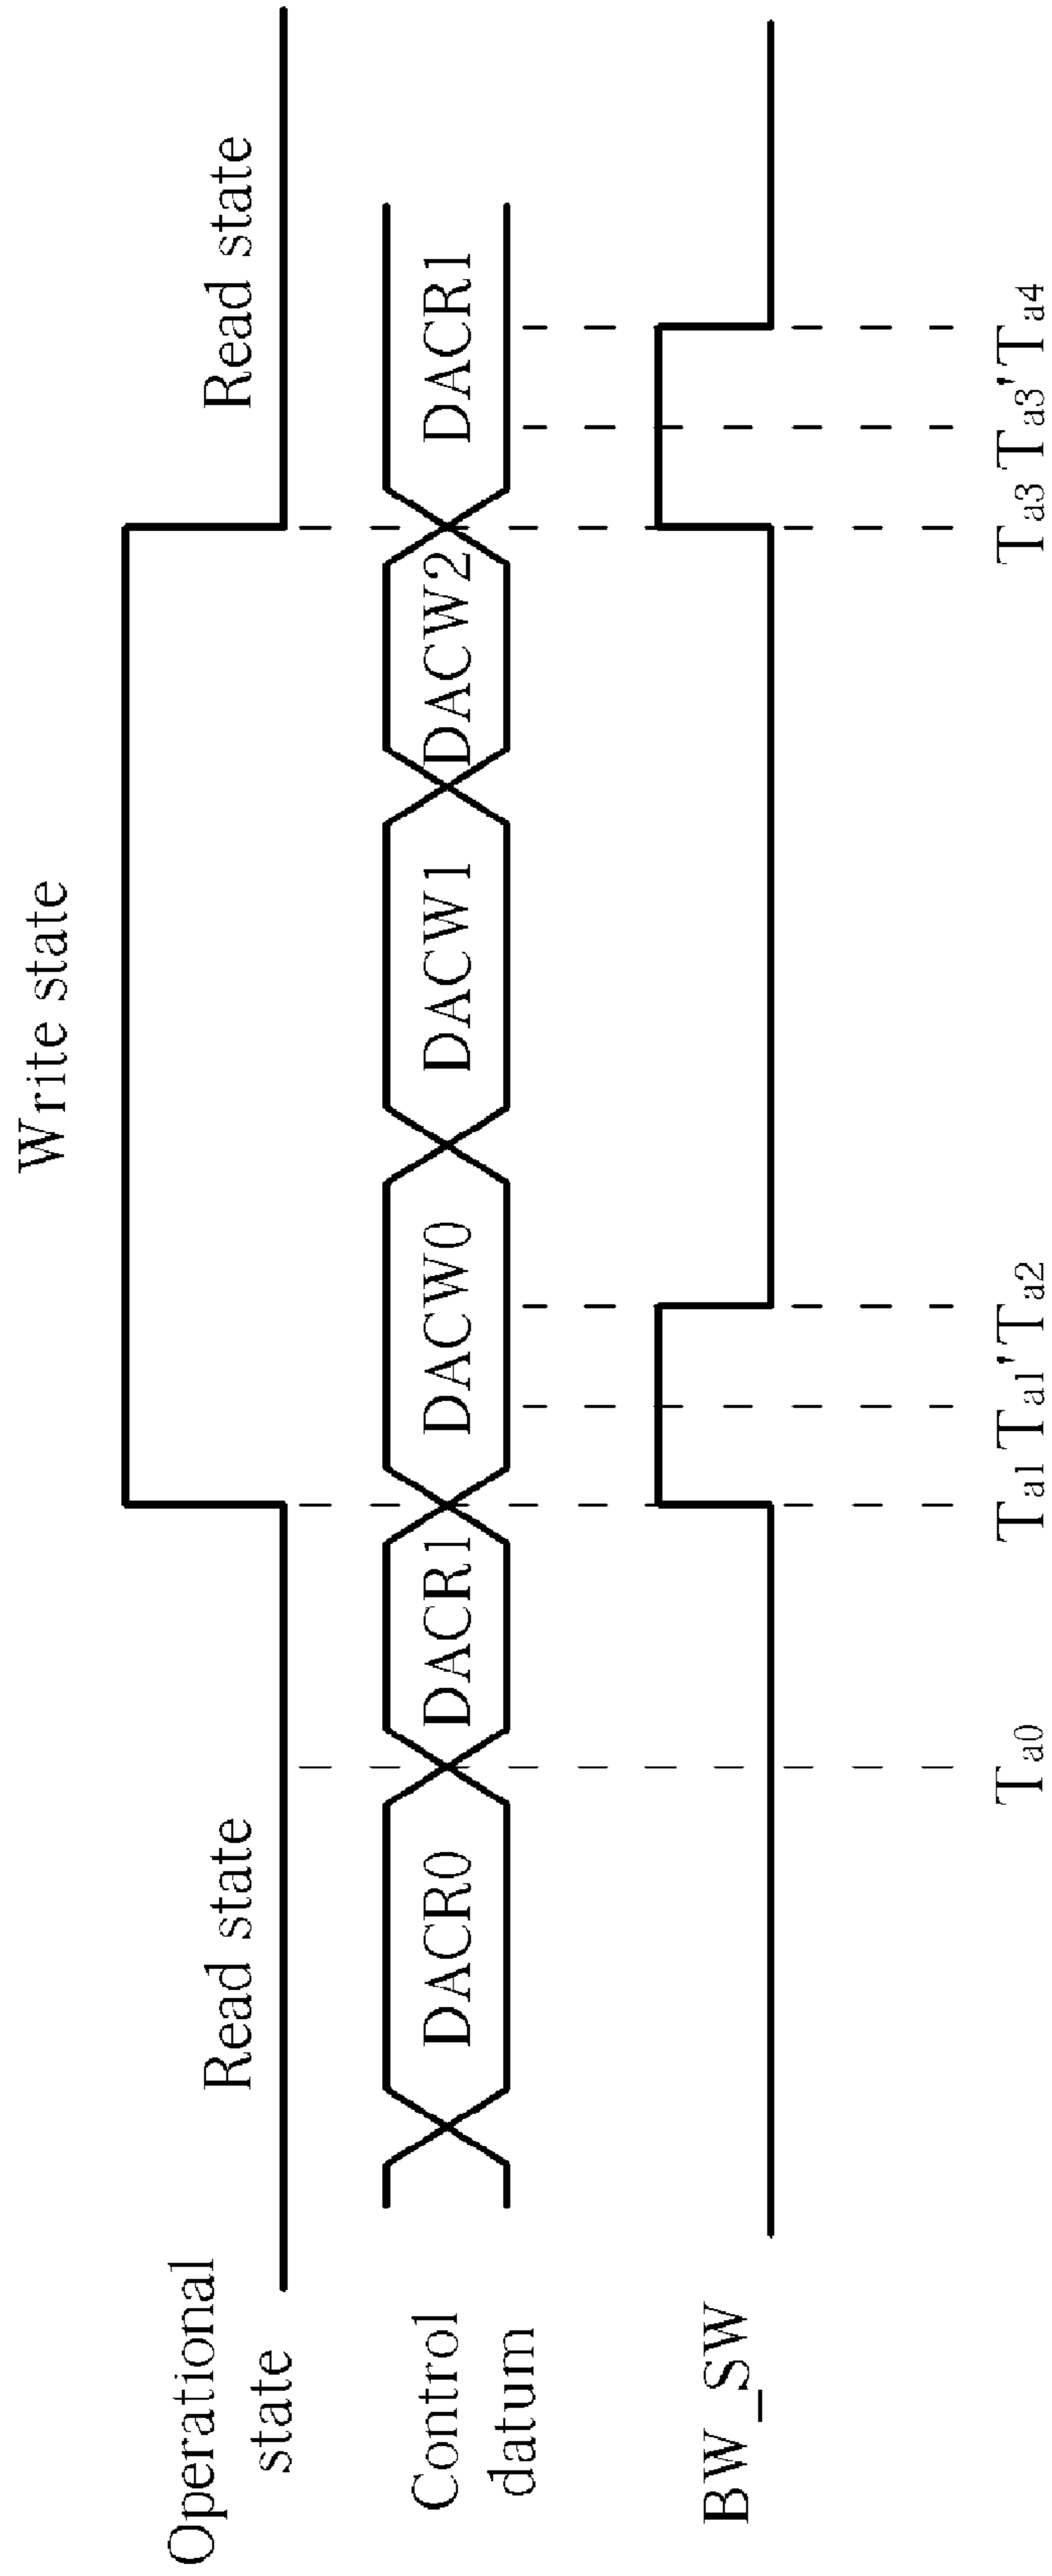 Write state
Operational
state
Read state
Read state
Control
datum
DACR0
DACR1
DACW0
DACW1
DACW2
DACR1
BW_SW
Ta0
Ta1
Ta1'
Ta2
Ta3
Ta3'
Ta4